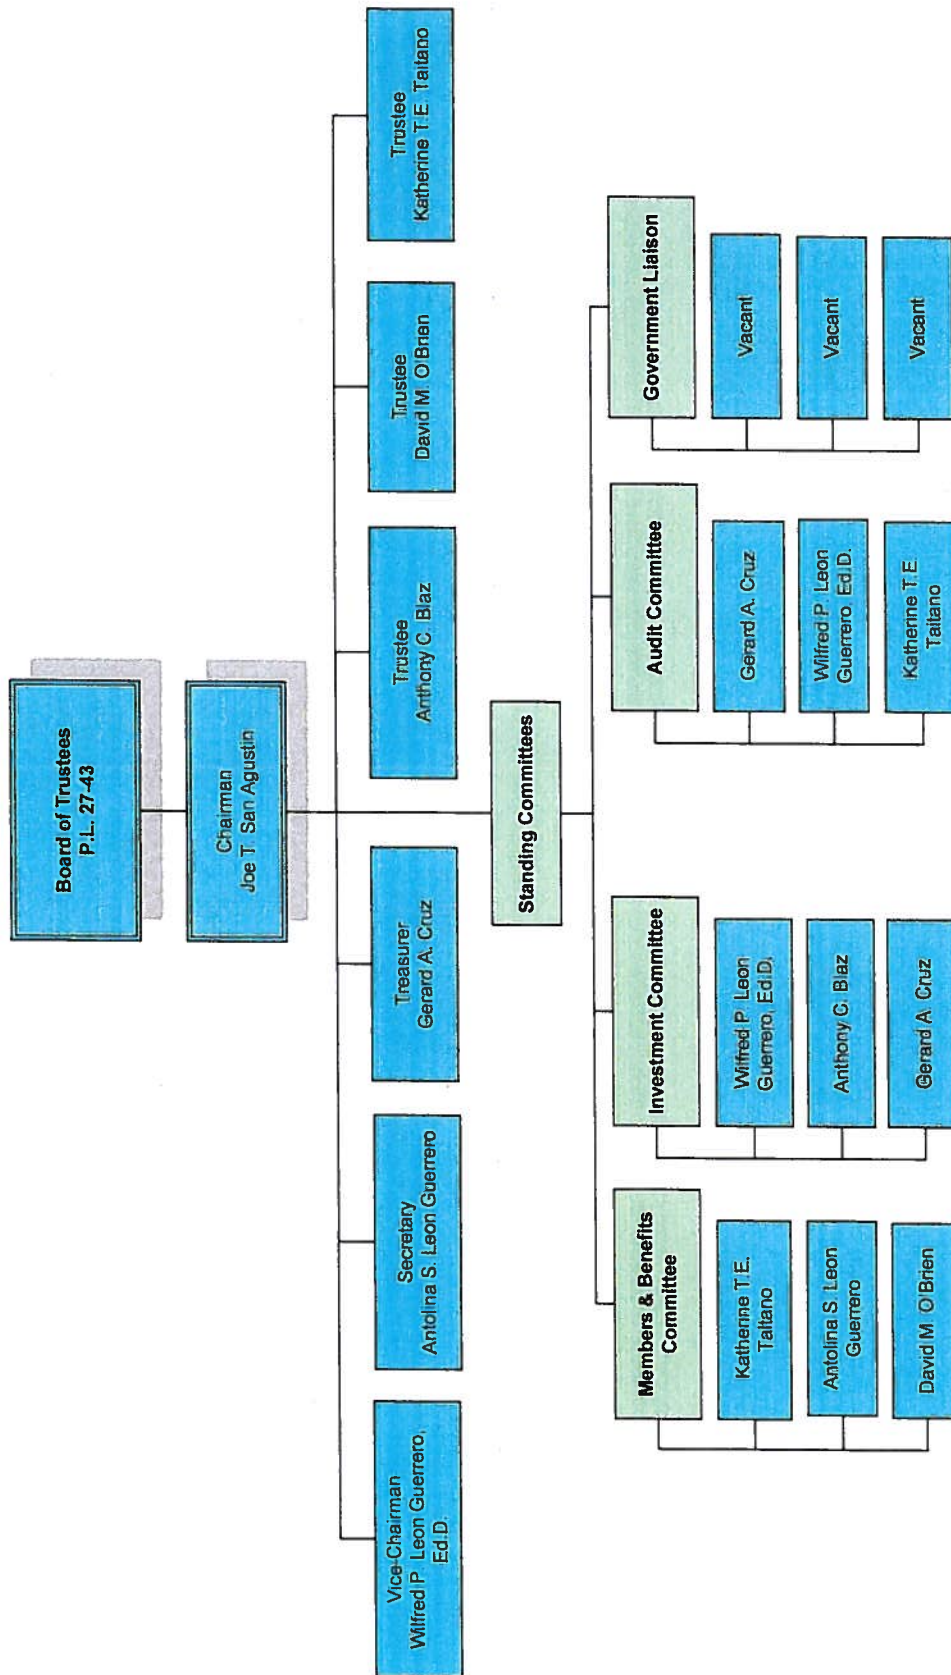 Board of Trustees
P.L. 27-43
Chairman
Joe T. San Agustin
Vice-Chairman
Wilfred P. Leon Guerrero,
Ed.D.
Secretary
Antolina S. Leon Guerrero
Treasurer
Gerard A. Cruz
Trustee
Anthony C. Blaz
Trustee
David M. O'Brien
Trustee
Katherine T.E. Taitano
Standing Committees
Members & Benefits
Committee
Katherine T.E.
Taitano
Antolina S. Leon
Guerrero
David M. O'Brien
Investment Committee
Wilfred P. Leon
Guerrero, Ed.D.
Anthony C. Blaz
Gerard A. Cruz
Audit Committee
Gerard A. Cruz
Wilfred P. Leon
Guerrero, Ed.D.
Katherine T.E.
Taitano
Government Liaison
Vacant
Vacant
Vacant